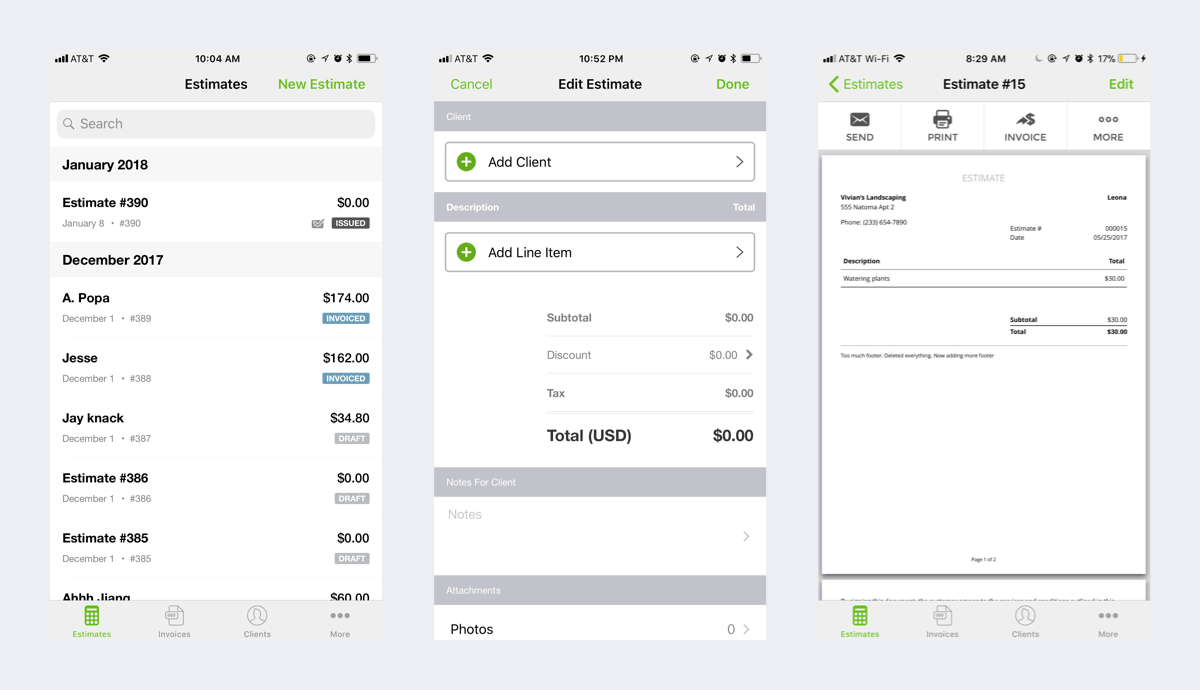 AT&T 10:04 AM
Estimates New Estimate
Search
January 2018
Estimate #390 $0.00
January 8 • #390 ISSUED
December 2017
A. Popa $174.00
December 1 • #389 INVOICED
Jesse $162.00
December 1 • #388 INVOICED
Jay knack $34.80
December 1 • #387 DRAFT
Estimate #386 $0.00
December 1 • #386 DRAFT
Estimate #385 $0.00
December 1 • #385 DRAFT
Ahhh Jiang $60.00
Estimates Invoices Clients More
AT&T 10:52 PM
Cancel Edit Estimate Done
Client
Add Client
Description Total
Add Line Item
Subtotal $0.00
Discount $0.00
Tax $0.00
Total (USD) $0.00
Notes For Client
Notes
Attachments
Photos 0
AT&T Wi-Fi 8:29 AM 17%
Estimates Estimate #15 Edit
SEND PRINT INVOICE MORE
ESTIMATE
Vivian's Landscaping Leona
555 Natoma Apt 2
Phone: (233) 654-7890
Estimate # 000015
Date 05/25/2017
Description Total
Watering plants $30.00
Subtotal $30.00
Total $30.00
Too much footer. Deleted everything. Now adding more footer
Page 1 of 2
Estimates Invoices Clients More